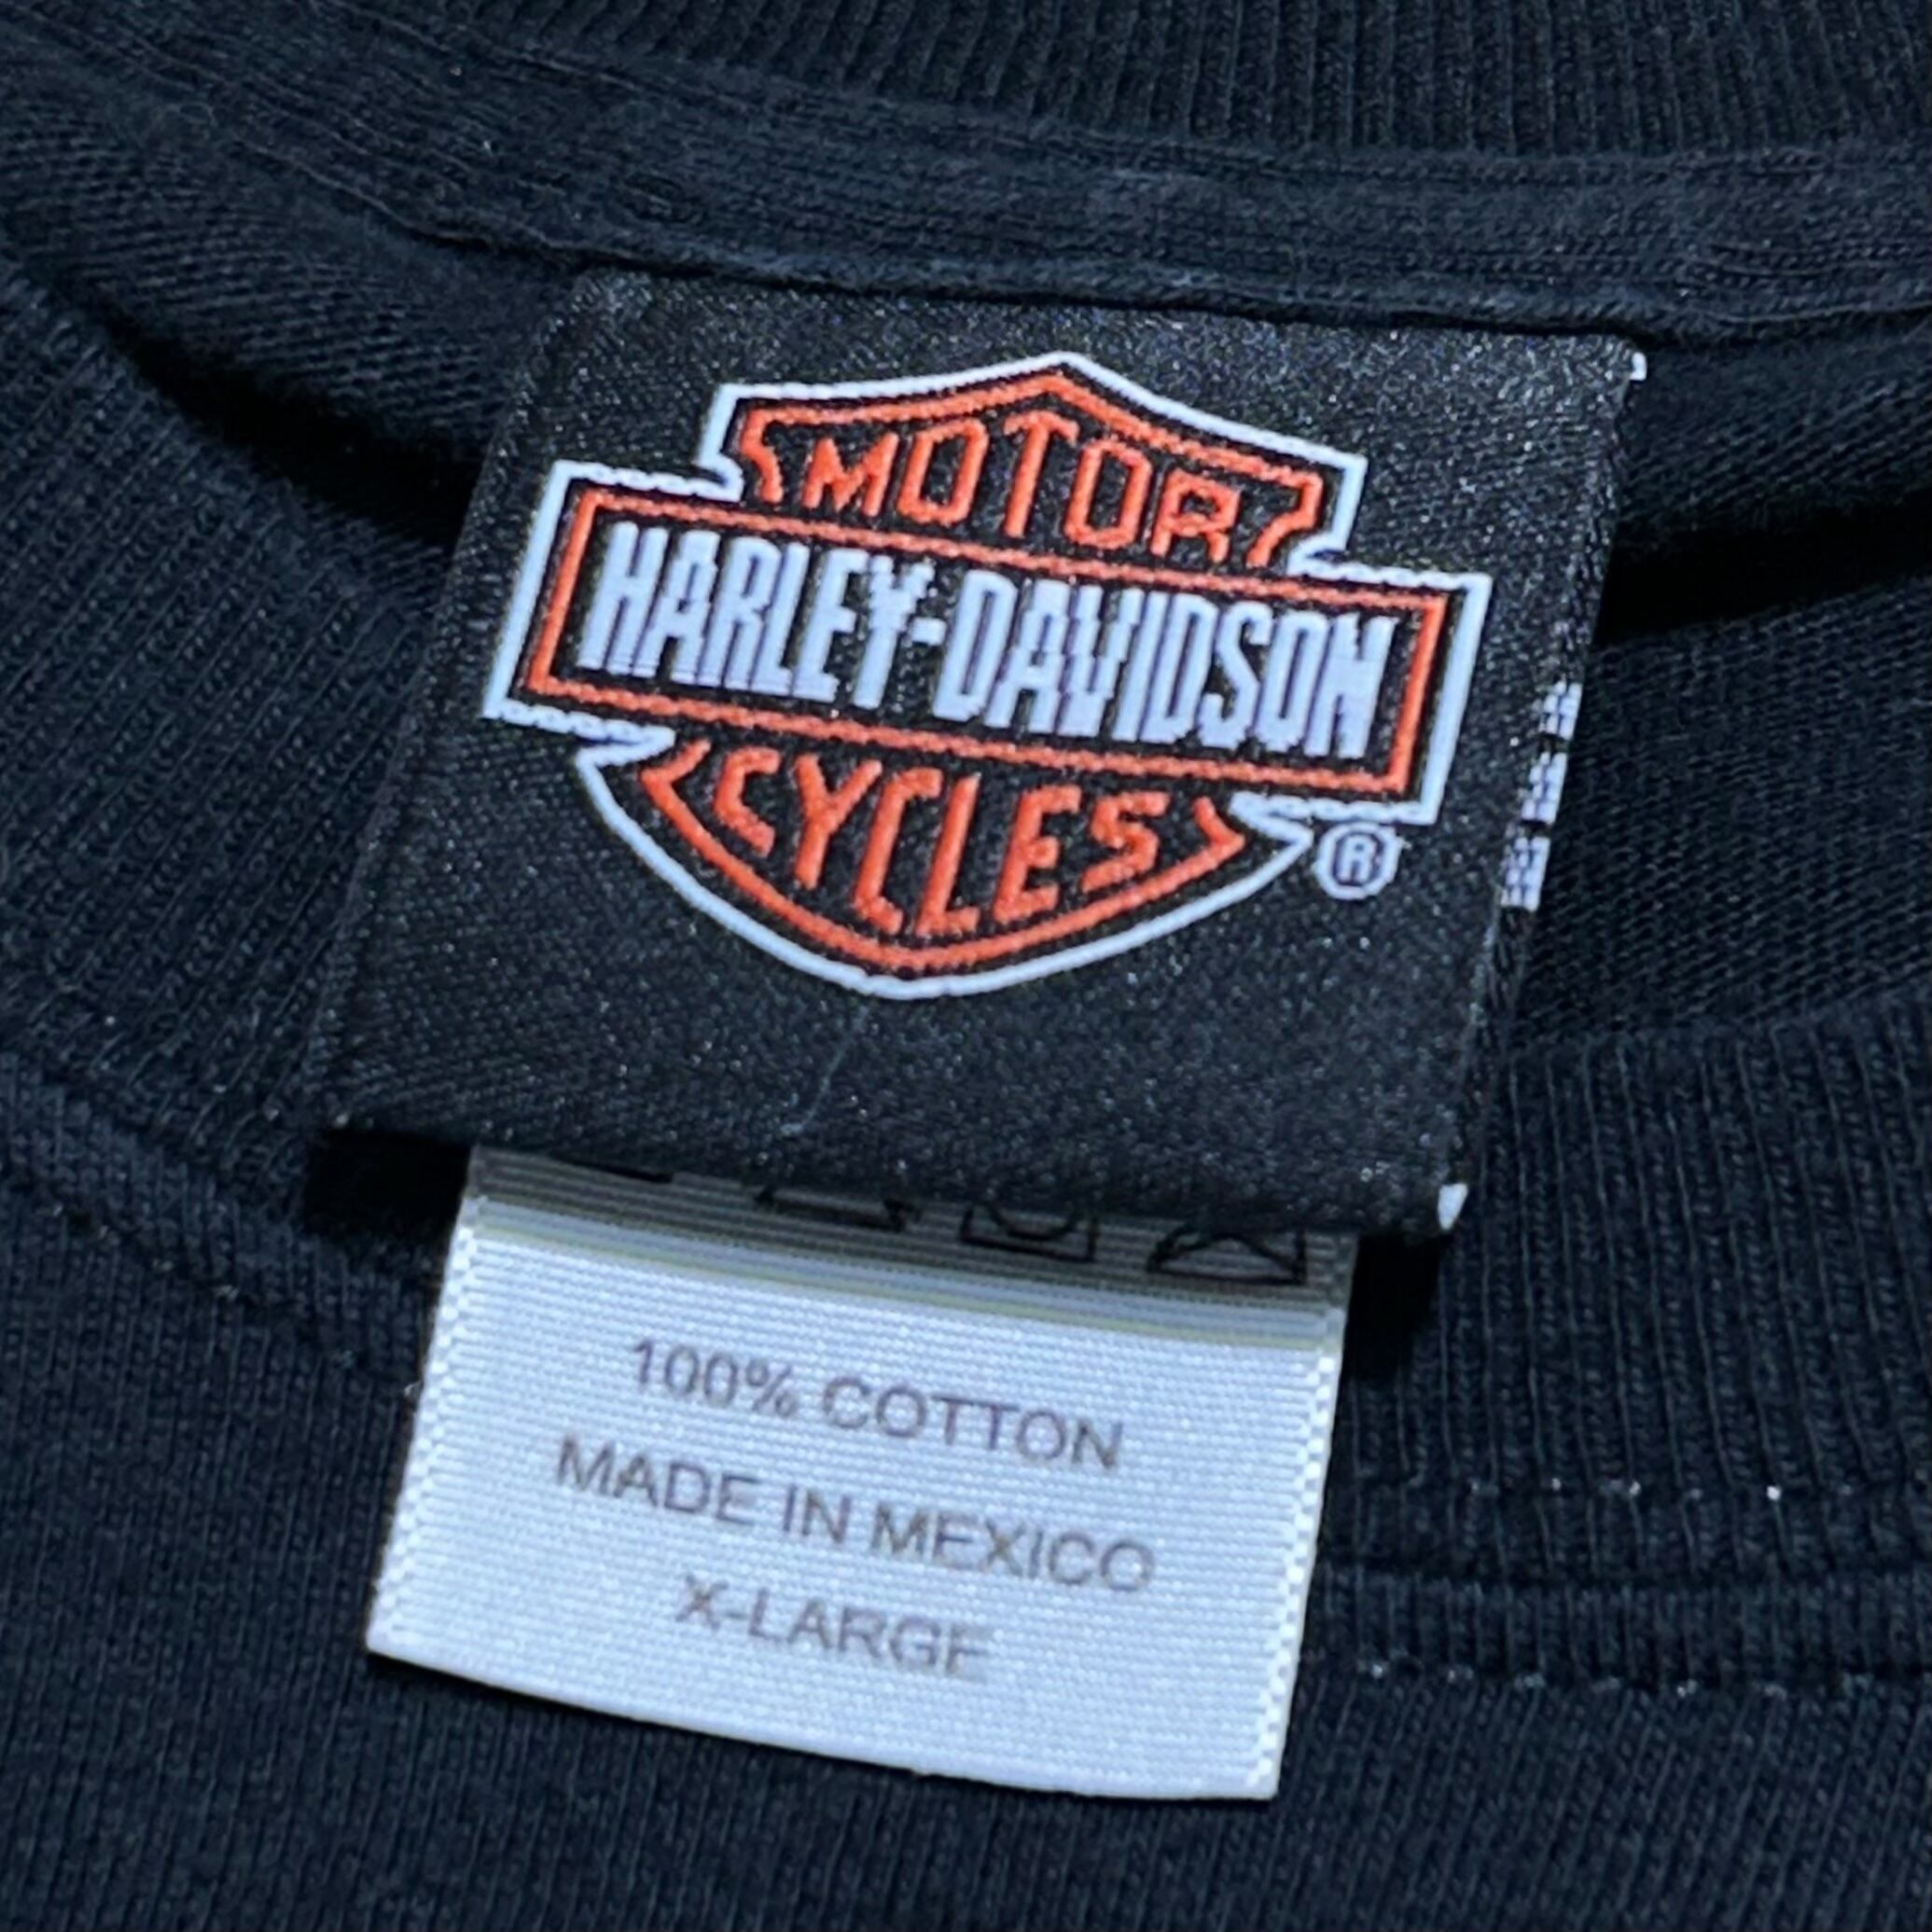 MOTOR
HARLEY-DAVIDSON
CYCLES
®
100% COTTON
MADE IN MEXICO
X-LARGE